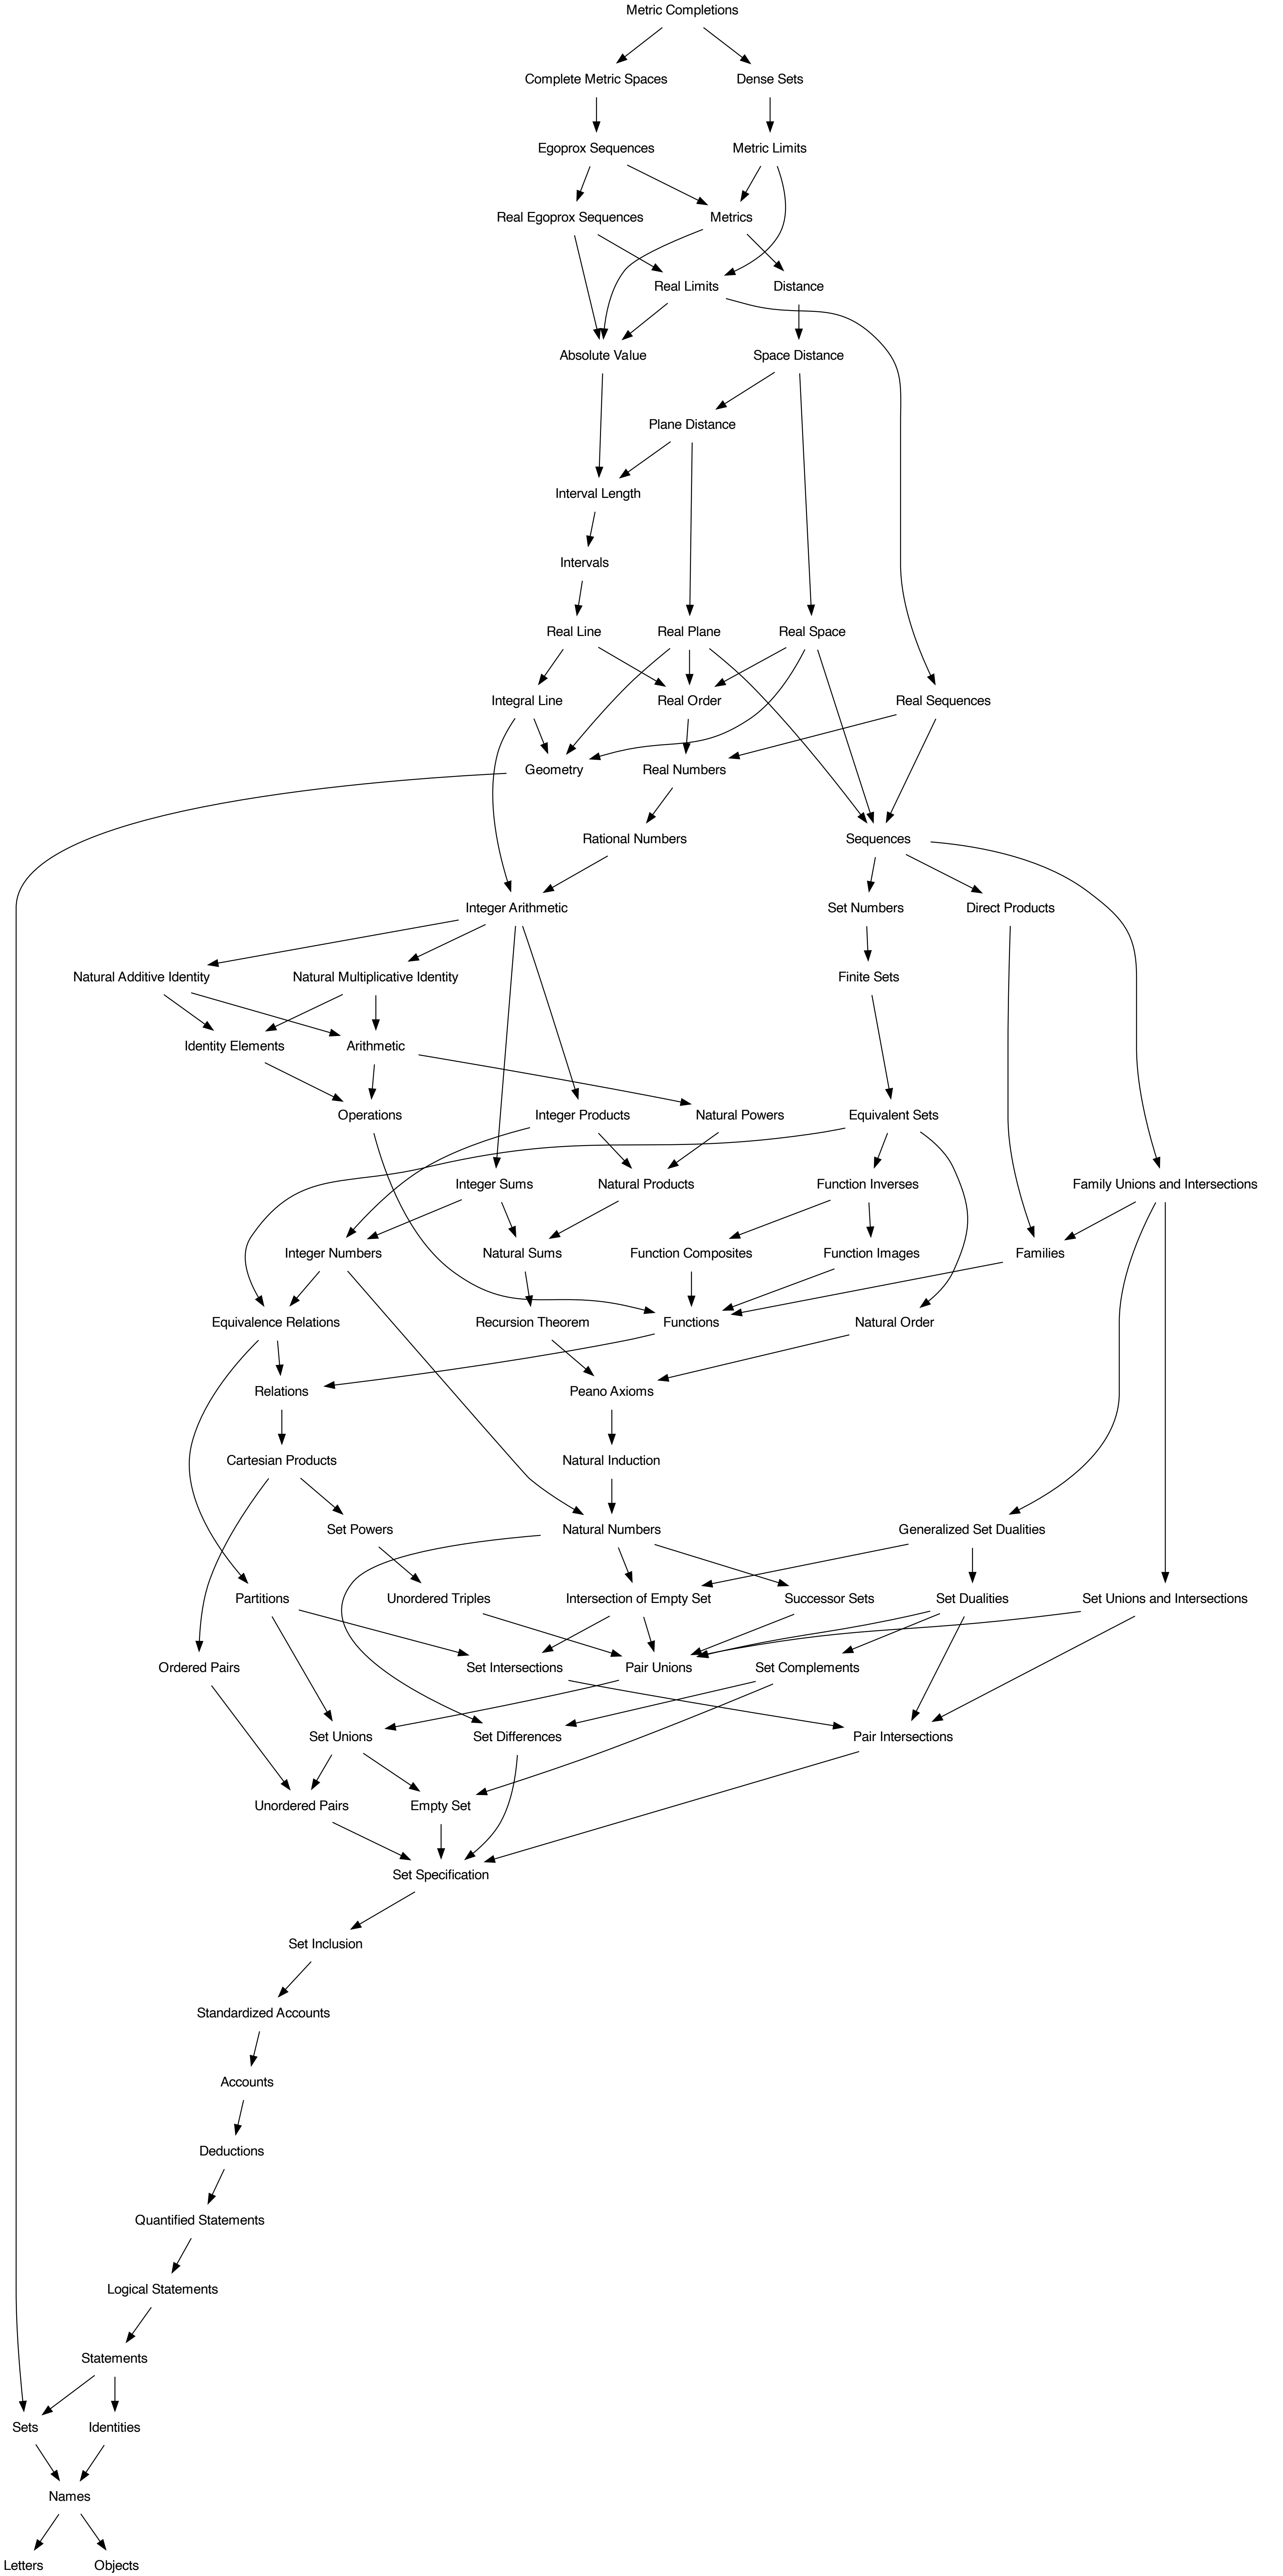 Metric Completions
Complete Metric Spaces
Dense Sets
Egoprox Sequences
Metric Limits
Real Egoprox Sequences
Metrics
Real Limits
Distance
Absolute Value
Space Distance
Plane Distance
Interval Length
Intervals
Real Line
Real Plane
Real Space
Integral Line
Real Order
Real Sequences
Geometry
Real Numbers
Rational Numbers
Sequences
Integer Arithmetic
Set Numbers
Direct Products
Natural Additive Identity
Natural Multiplicative Identity
Finite Sets
Identity Elements
Arithmetic
Operations
Integer Products
Natural Powers
Equivalent Sets
Integer Sums
Natural Products
Function Inverses
Family Unions and Intersections
Integer Numbers
Natural Sums
Function Composites
Function Images
Families
Equivalence Relations
Recursion Theorem
Functions
Natural Order
Relations
Peano Axioms
Cartesian Products
Natural Induction
Set Powers
Natural Numbers
Generalized Set Dualities
Partitions
Unordered Triples
Intersection of Empty Set
Successor Sets
Set Dualities
Set Unions and Intersections
Ordered Pairs
Set Intersections
Pair Unions
Set Complements
Set Unions
Set Differences
Pair Intersections
Unordered Pairs
Empty Set
Set Specification
Set Inclusion
Standardized Accounts
Accounts
Deductions
Quantified Statements
Logical Statements
Statements
Sets
Identities
Names
Letters
Objects